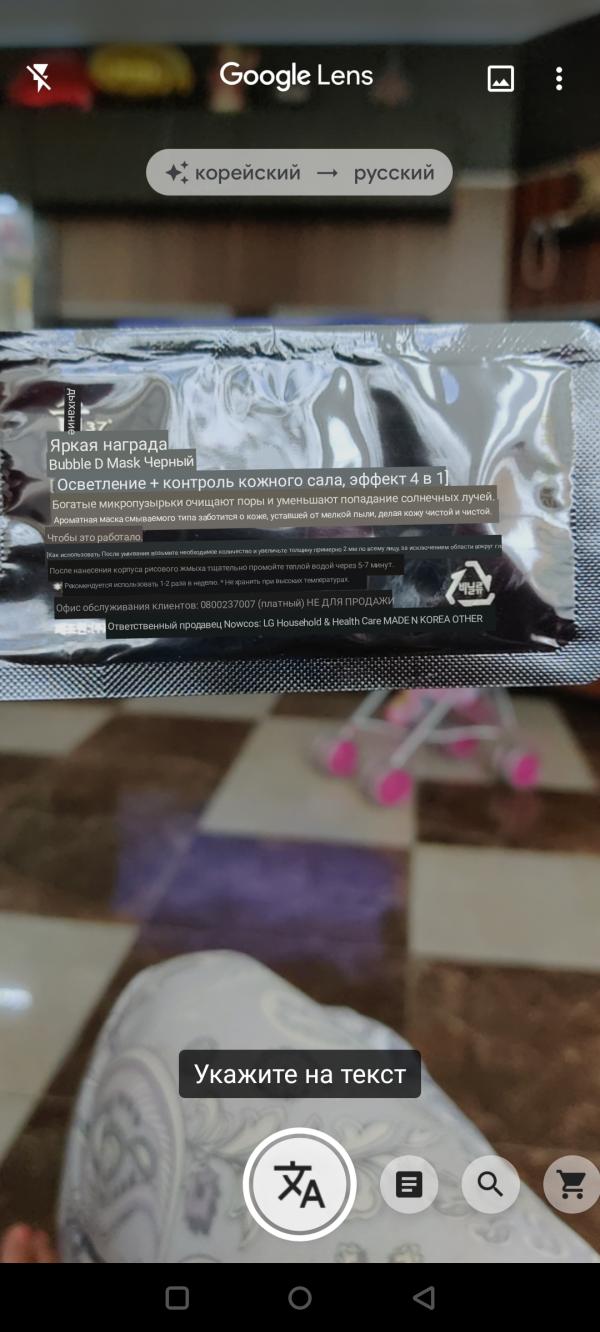 Google Lens
корейский → русский
дыхание
37°
Яркая награда
Bubble D Mask Черный
[Осветление + контроль кожного сала, эффект 4 в 1]
Богатые микропузырьки очищают поры и уменьшают попадание солнечных лучей.
Ароматная маска смываемого типа заботится о коже, уставшей от мелкой пыли, делая кожу чистой и чистой.
Чтобы это работало.
[Как использовать После умывания возьмите необходимое количество и увеличьте толщину примерно 2 мм по всему лицу, за исключением области вокруг
После нанесения корпуса рисового жмыха тщательно промойте теплой водой через 5-7 минут.
Рекомендуется использовать 1-2 раза в неделю. * Не хранить при высоких температурах.
비닐류
Офис обслуживания клиентов: 0800237007 (платный) НЕ ДЛЯ ПРОДАЖИ
Ответственный продавец Nowcos: LG Household & Health Care MADE N KOREA OTHER
Укажите на текст